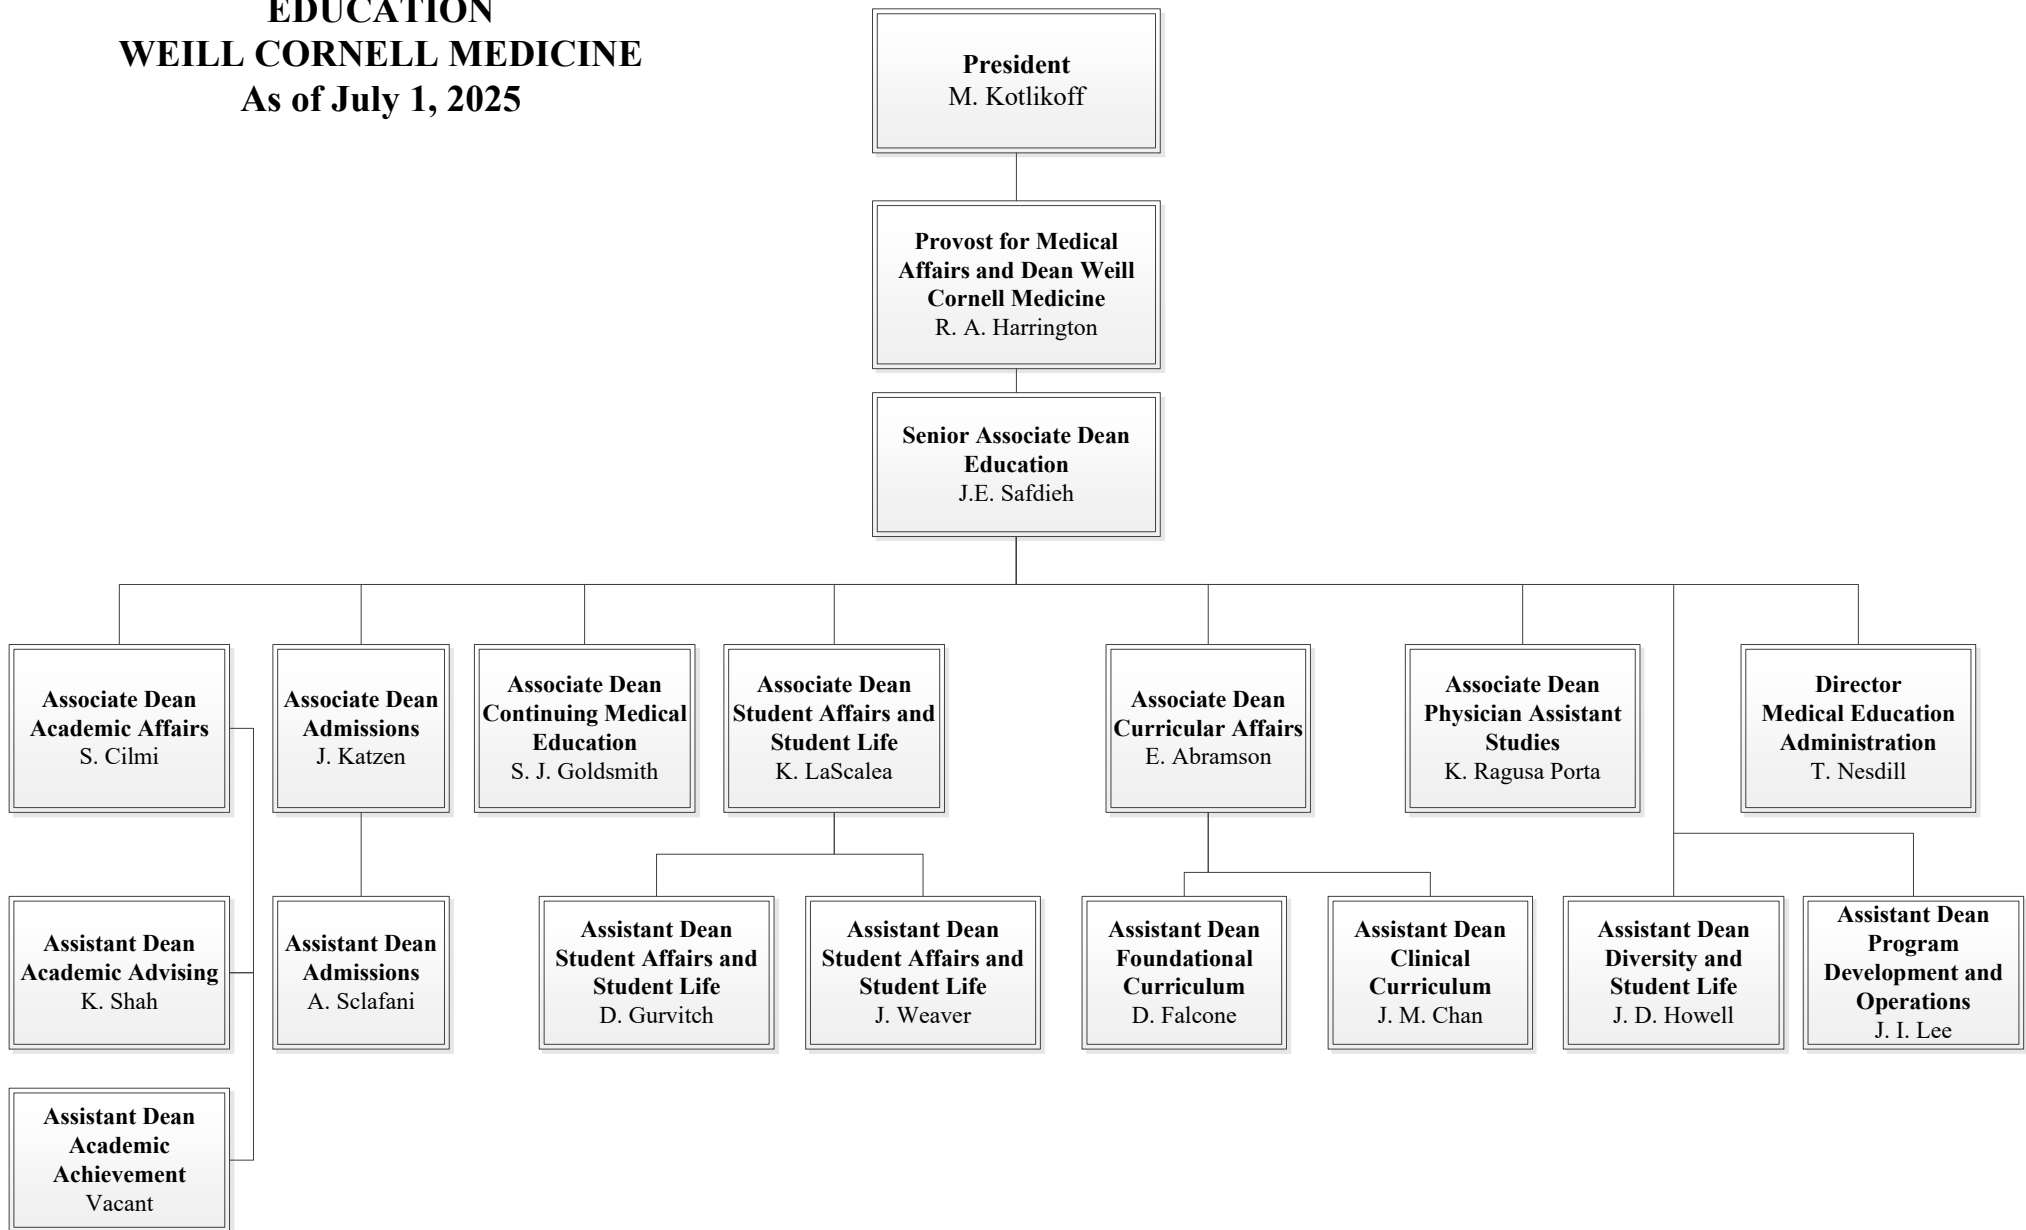 EDUCATION
WEILL CORNELL MEDICINE
As of July 1, 2025
President
M. Kotlikoff
Provost for Medical
Affairs and Dean Weill
Cornell Medicine
R. A. Harrington
Senior Associate Dean
Education
J.E. Safdieh
Associate Dean
Academic Affairs
S. Cilmi
Associate Dean
Admissions
J. Katzen
Associate Dean
Continuing Medical
Education
S. J. Goldsmith
Associate Dean
Student Affairs and
Student Life
K. LaScalea
Associate Dean
Curricular Affairs
E. Abramson
Associate Dean
Physician Assistant
Studies
K. Ragusa Porta
Director
Medical Education
Administration
T. Nesdill
Assistant Dean
Academic Advising
K. Shah
Assistant Dean
Admissions
A. Sclafani
Assistant Dean
Student Affairs and
Student Life
D. Gurvitch
Assistant Dean
Student Affairs and
Student Life
J. Weaver
Assistant Dean
Foundational
Curriculum
D. Falcone
Assistant Dean
Clinical
Curriculum
J. M. Chan
Assistant Dean
Diversity and
Student Life
J. D. Howell
Assistant Dean
Program
Development and
Operations
J. I. Lee
Assistant Dean
Academic
Achievement
Vacant